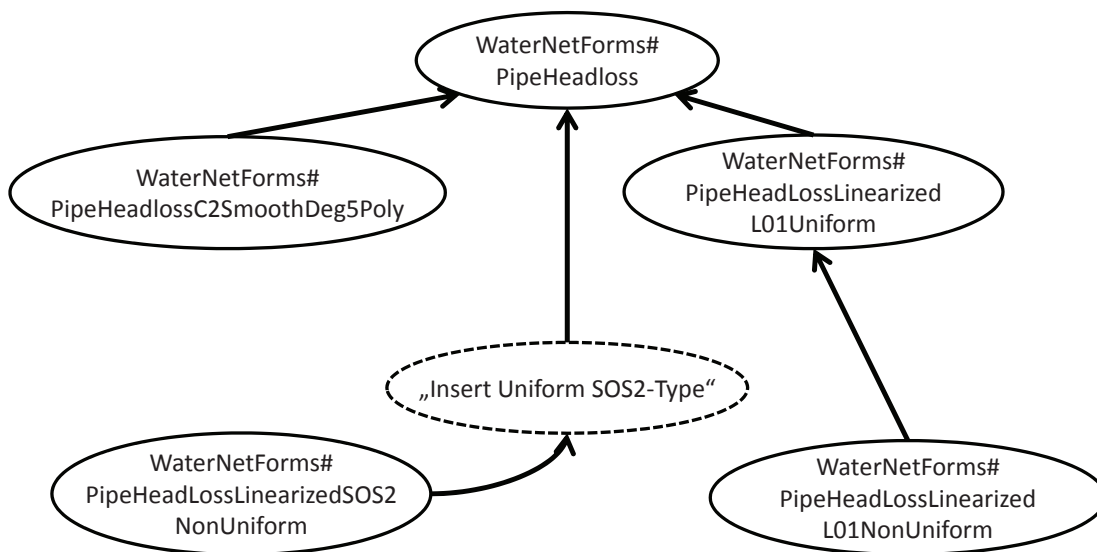 WaterNetForms#
PipeHeadloss
WaterNetForms#
PipeHeadlossC2SmoothDeg5Poly
WaterNetForms#
PipeHeadLossLinearized
L01Uniform
„Insert Uniform SOS2-Type“
WaterNetForms#
PipeHeadLossLinearizedSOS2
NonUniform
WaterNetForms#
PipeHeadLossLinearized
L01NonUniform